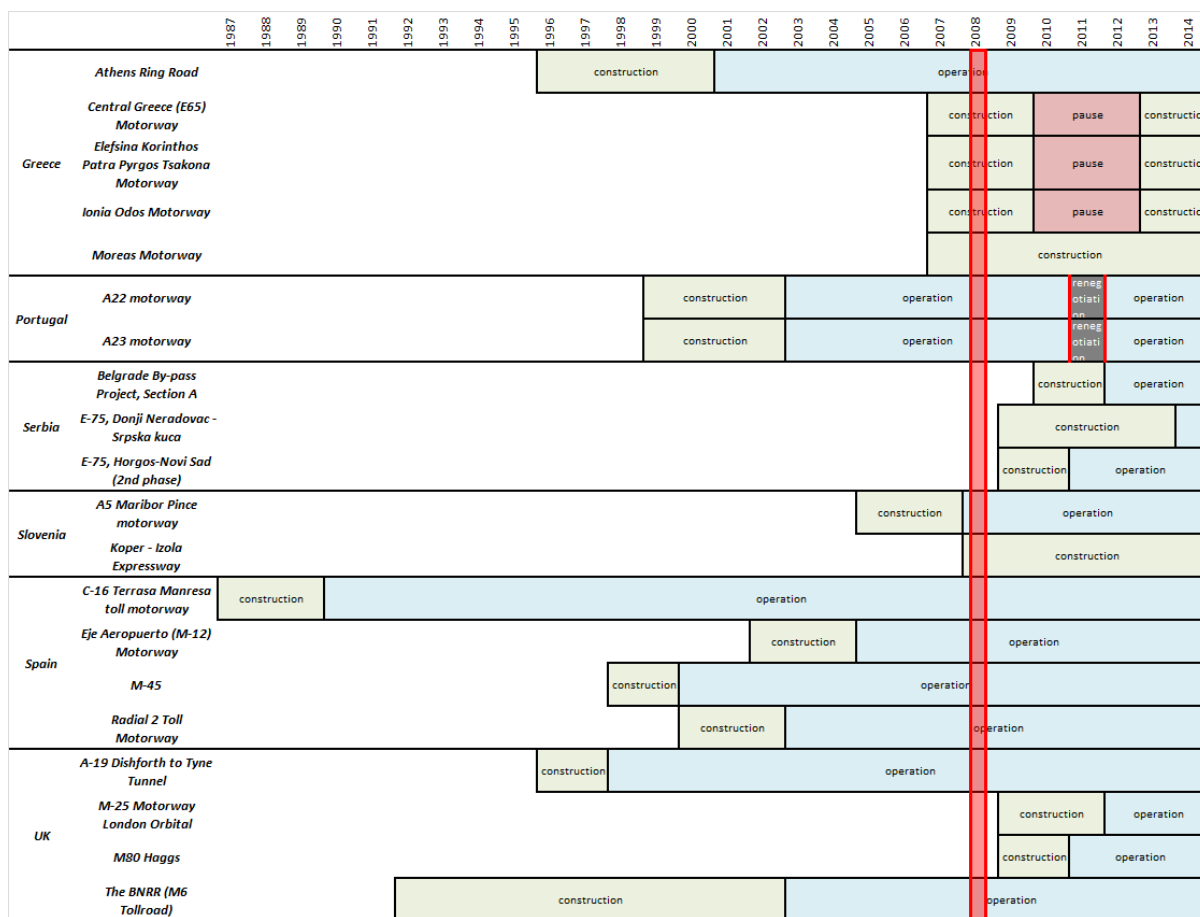 1987 1988 1989 1990 1991 1992 1993 1994 1995 1996 1997 1998 1999 2000 2001 2002 2003 2004 2005 2006 2007 2008 2009 2010 2011 2012 2013 2014
Greece
Athens Ring Road
construction operation
Central Greece (E65)
Motorway
construction pause constructio
Elefsina Korinthos
Patra Pyrgos Tsakona
Motorway
construction pause constructio
Ionia Odos Motorway
construction pause constructio
Moreas Motorway
construction
Portugal
A22 motorway
construction operation
reneg
otiati
on
operation
A23 motorway
construction operation
reneg
otiati
on
operation
Serbia
Belgrade By-pass
Project, Section A
construction operation
E-75, Donji Neradovac -
Srpska kuca
construction
E-75, Horgos-Novi Sad
(2nd phase)
construction operation
Slovenia
A5 Maribor Pince
motorway
construction operation
Koper - Izola
Expressway
construction
Spain
C-16 Terrasa Manresa
toll motorway
construction operation
Eje Aeropuerto (M-12)
Motorway
construction operation
M-45
construction operation
Radial 2 Toll
Motorway
construction operation
UK
A-19 Dishforth to Tyne
Tunnel
construction operation
M-25 Motorway
London Orbital
construction operation
M80 Haggs
construction operation
The BNRR (M6
Tollroad)
construction operation